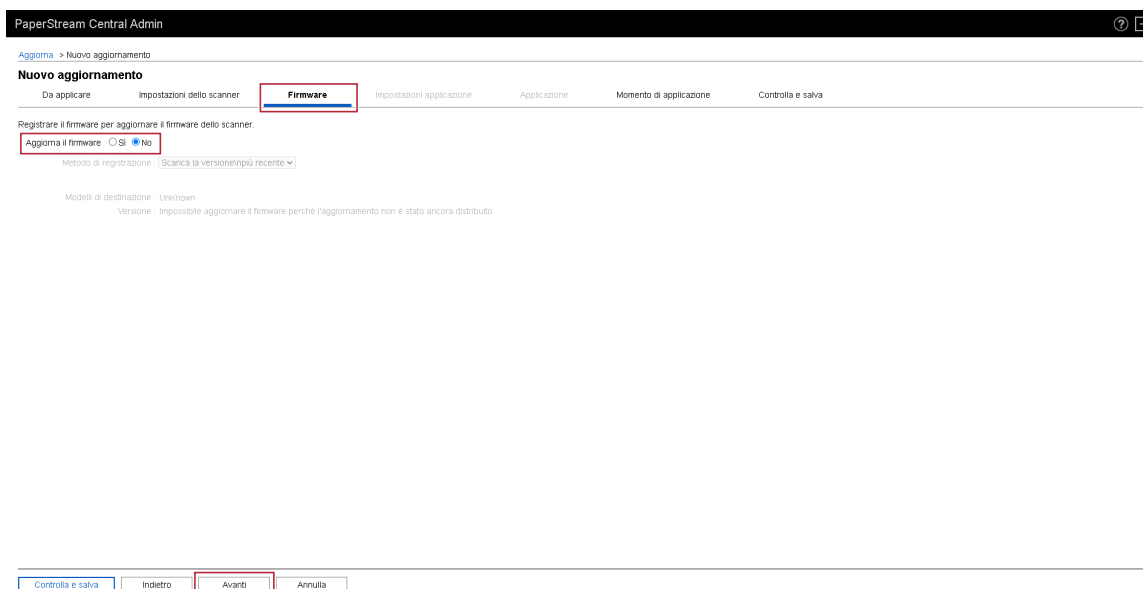 PaperStream Central Admin
Aggiorna > Nuovo aggiornamento
Nuovo aggiornamento
Da applicare Impostazioni dello scanner Firmware Impostazioni applicazione Applicazione Momento di applicazione Controlla e salva
Registrare il firmware per aggiornare il firmware dello scanner.
Aggiorna il firmware Sì No
Metodo di registrazione : Scarica la versione\npiù recente
Modelli di destinazione : UnKnown
Versione : Impossibile aggiornare il firmware perché l'aggiornamento non é stato ancora distribuito.
Controlla e salva Indietro Avanti Annulla